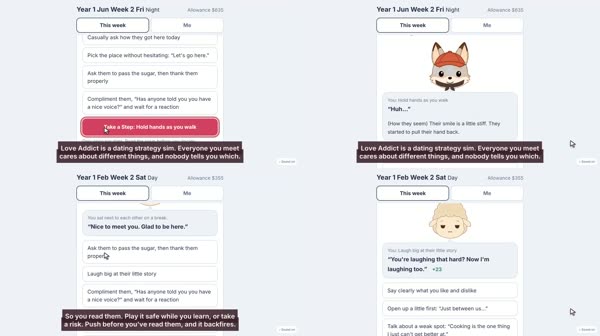 Year 1 Jun Week 2 Fri Night
Allowance $635
This week
Me
Casually ask how they got here today
Pick the place without hesitating: "Let's go here."
Ask them to pass the sugar, then thank them
properly
Compliment them, "Has anyone told you you have
a nice voice?" and wait for a reaction
Take a Step: Hold hands as you walk
Love Addict is a dating strategy sim. Everyone you meet
cares about different things, and nobody tells you which.
Year 1 Jun Week 2 Fri Night
Allowance $635
This week
Me
You: Hold hands as you walk
"Huh…"
(How they seem) Their smile is a little stiff. They
started to pull their hand back.
Love Addict is a dating strategy sim. Everyone you meet
cares about different things, and nobody tells you which.
Year 1 Feb Week 2 Sat Day
Allowance $355
This week
Me
You sat next to each other on a break.
"Nice to meet you. Glad to be here."
Ask them to pass the sugar, then thank them
properly
Laugh big at their little story
Compliment them, "Has anyone told you you have
a nice voice?" and wait for a reaction
So you read them. Play it safe while you learn, or take
a risk. Push before you've read them, and it backfires.
Year 1 Feb Week 2 Sat Day
Allowance $355
This week
Me
You: Laugh big at their little story
"You're laughing that hard? Now I'm
laughing too." +23
Say clearly what you like and dislike
Open up a little first: "Just between us…"
Talk about a weak spot: "Cooking is the one
thing I just can't get better at."